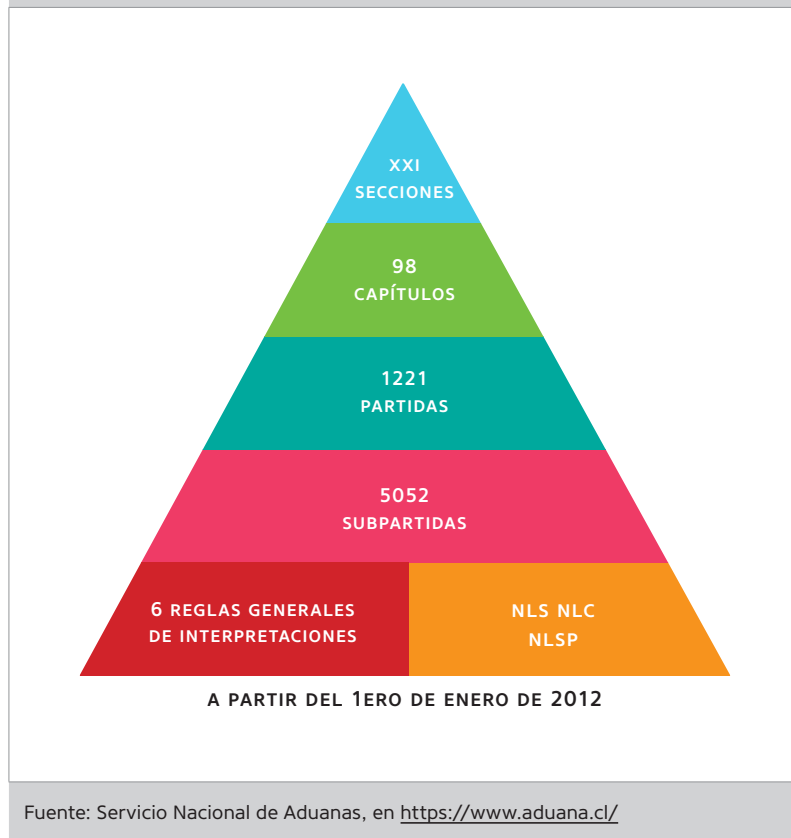 XXI
SECCIONES
98
CAPÍTULOS
1221
PARTIDAS
5052
SUBPARTIDAS
6 REGLAS GENERALES
DE INTERPRETACIONES
NLS NLC
NLSP
A PARTIR DEL 1ERO DE ENERO DE 2012
Fuente: Servicio Nacional de Aduanas, en https://www.aduana.cl/